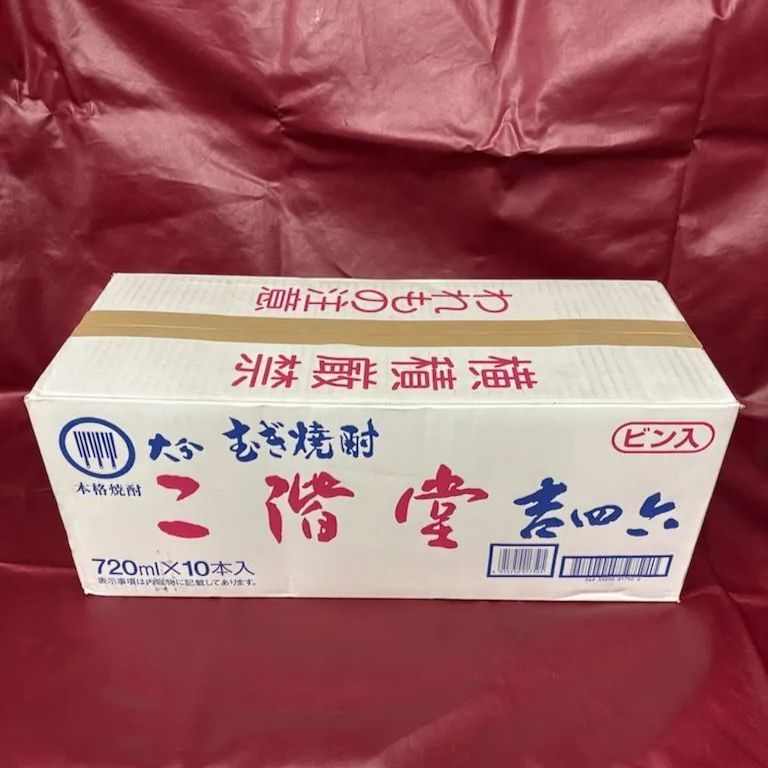 われもの注意
横積厳禁
本格焼酎
大分 むぎ焼酎
ビン入
二階堂 吉四六
720ml×10本入
表示事項は内容物に記載してあります。